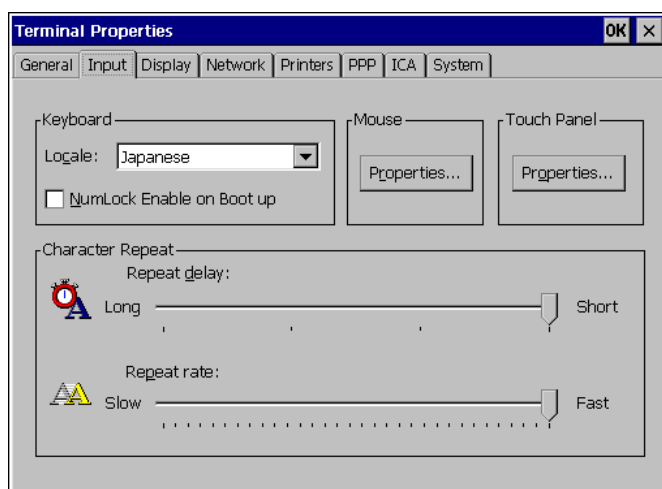 Terminal Properties OK ×
General Input Display Network Printers PPP ICA System
Keyboard Mouse Touch Panel
Locale: Japanese Properties... Properties...
NumLock Enable on Boot up
Character Repeat
Repeat delay:
Long Short
Repeat rate:
Slow Fast